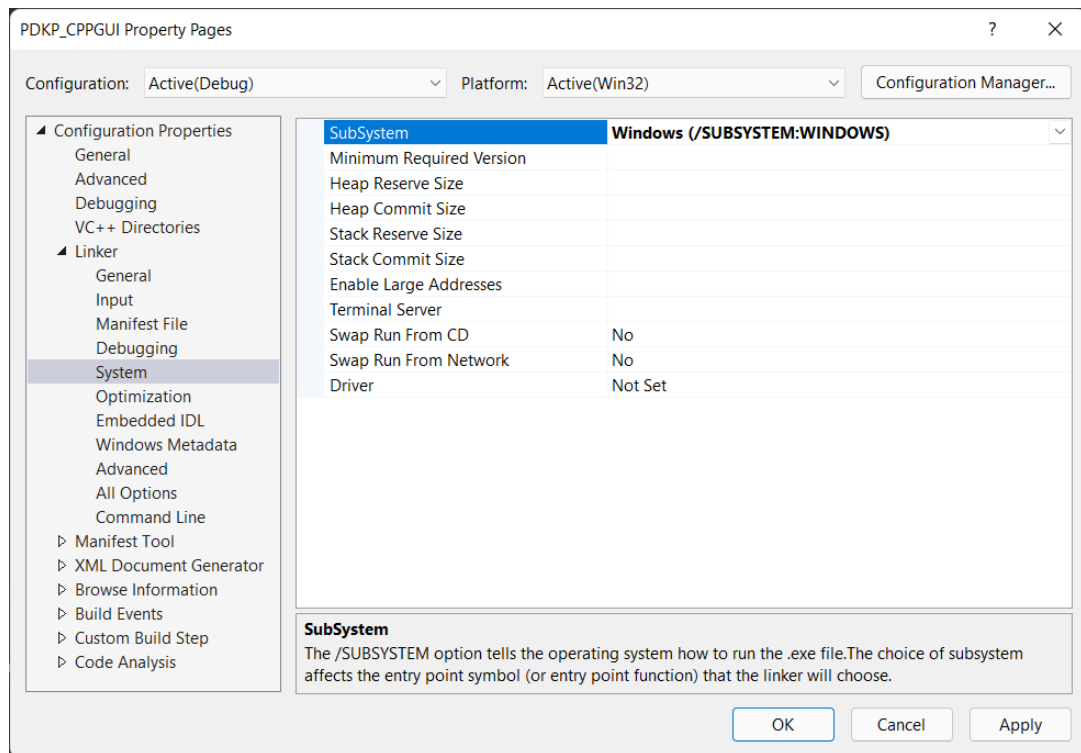 PDKP_CPPGUI Property Pages
?
Configuration: Active(Debug) Platform: Active(Win32) Configuration Manager...
Configuration Properties
General
Advanced
Debugging
VC++ Directories
Linker
General
Input
Manifest File
Debugging
System
Optimization
Embedded IDL
Windows Metadata
Advanced
All Options
Command Line
Manifest Tool
XML Document Generator
Browse Information
Build Events
Custom Build Step
Code Analysis
SubSystem Windows (/SUBSYSTEM:WINDOWS)
Minimum Required Version
Heap Reserve Size
Heap Commit Size
Stack Reserve Size
Stack Commit Size
Enable Large Addresses
Terminal Server
Swap Run From CD No
Swap Run From Network No
Driver Not Set
SubSystem
The /SUBSYSTEM option tells the operating system how to run the .exe file.The choice of subsystem
affects the entry point symbol (or entry point function) that the linker will choose.
OK Cancel Apply